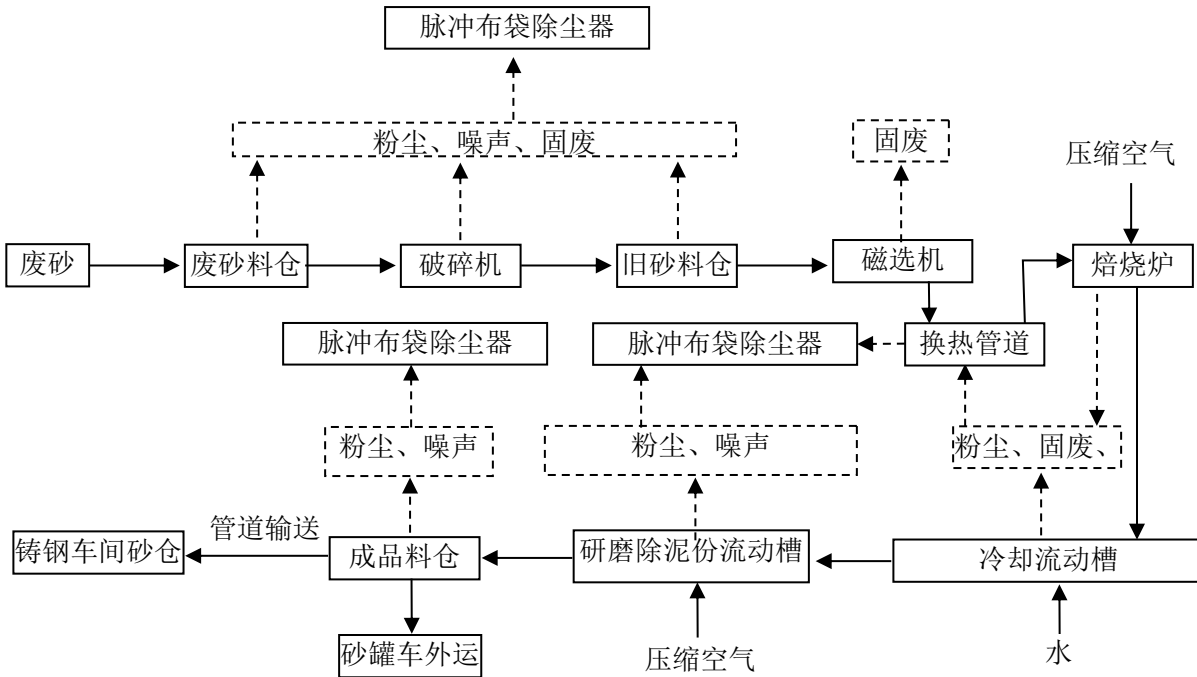 脉冲布袋除尘器
粉尘、噪声、固废
固废
压缩空气
废砂
废砂料仓
破碎机
旧砂料仓
磁选机
焙烧炉
脉冲布袋除尘器
脉冲布袋除尘器
换热管道
粉尘、噪声
粉尘、噪声
粉尘、固废、
铸钢车间砂仓
管道输送
成品料仓
研磨除泥份流动槽
冷却流动槽
砂罐车外运
压缩空气
水